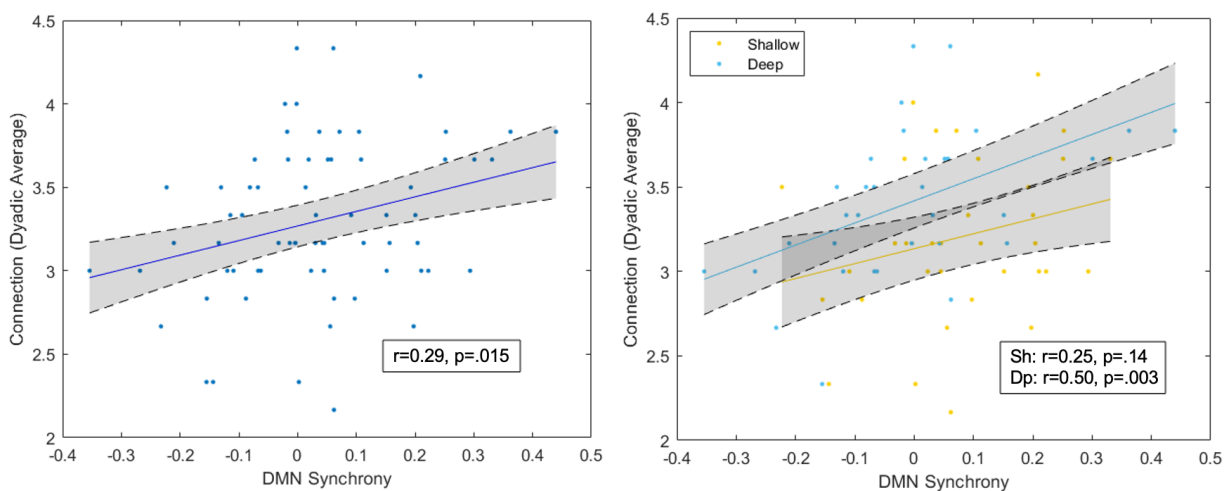 4.5
4
3.5
3
2.5
2
Connection (Dyadic Average)
r=0.29, p=.015
-0.4 -0.3 -0.2 -0.1 0 0.1 0.2 0.3 0.4 0.5
DMN Synchrony
4.5
4
3.5
3
2.5
2
Connection (Dyadic Average)
Shallow
Deep
Sh: r=0.25, p=.14
Dp: r=0.50, p=.003
-0.4 -0.3 -0.2 -0.1 0 0.1 0.2 0.3 0.4 0.5
DMN Synchrony